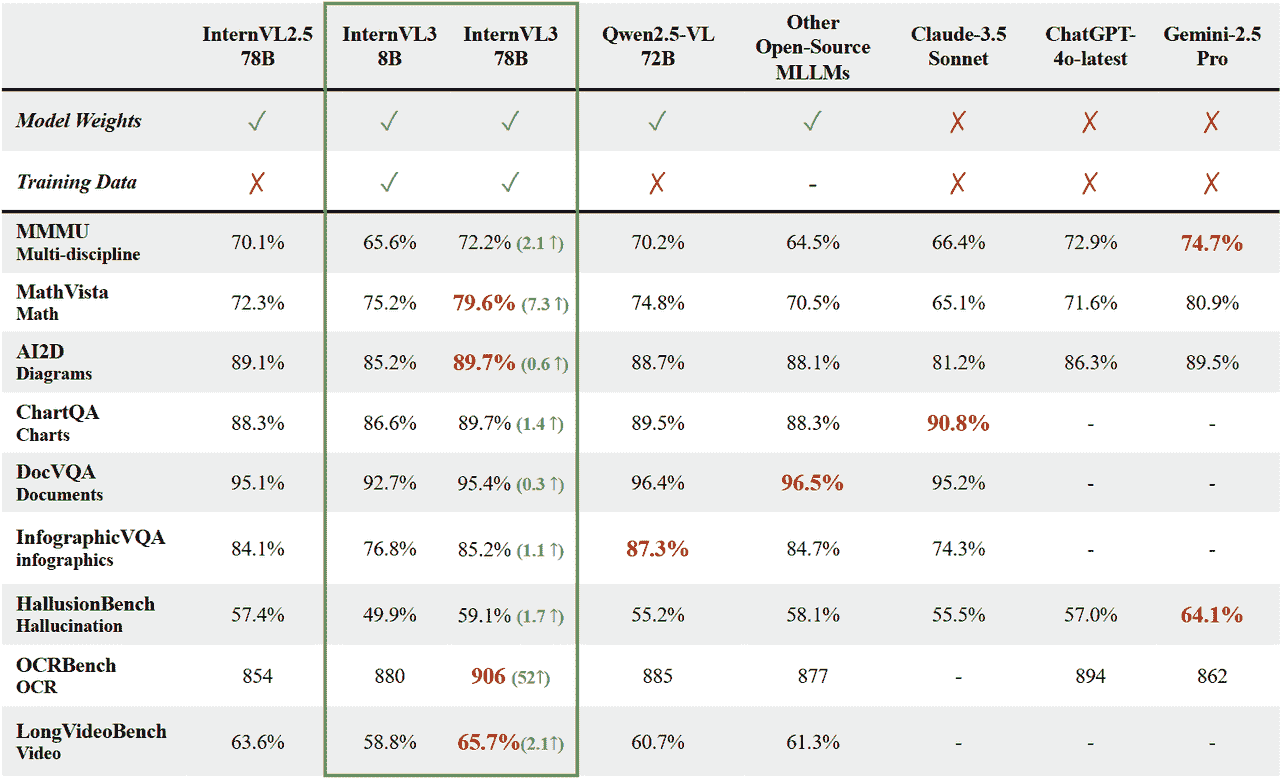 InternVL2.5 78B InternVL3 8B InternVL3 78B Qwen2.5-VL 72B Other Open-Source MLLMs Claude-3.5 Sonnet ChatGPT-4o-latest Gemini-2.5 Pro
Model Weights ✓ ✓ ✓ ✓ ✓ ✗ ✗ ✗
Training Data ✗ ✓ ✓ ✗ - ✗ ✗ ✗
MMMU Multi-discipline 70.1% 65.6% 72.2% (2.1 ↑) 70.2% 64.5% 66.4% 72.9% 74.7%
MathVista Math 72.3% 75.2% 79.6% (7.3 ↑) 74.8% 70.5% 65.1% 71.6% 80.9%
AI2D Diagrams 89.1% 85.2% 89.7% (0.6 ↑) 88.7% 88.1% 81.2% 86.3% 89.5%
ChartQA Charts 88.3% 86.6% 89.7% (1.4 ↑) 89.5% 88.3% 90.8% - -
DocVQA Documents 95.1% 92.7% 95.4% (0.3 ↑) 96.4% 96.5% 95.2% - -
InfographicVQA infographics 84.1% 76.8% 85.2% (1.1 ↑) 87.3% 84.7% 74.3% - -
HallusionBench Hallucination 57.4% 49.9% 59.1% (1.7 ↑) 55.2% 58.1% 55.5% 57.0% 64.1%
OCRBench OCR 854 880 906 (52↑) 885 877 - 894 862
LongVideoBench Video 63.6% 58.8% 65.7%(2.1↑) 60.7% 61.3% - - -